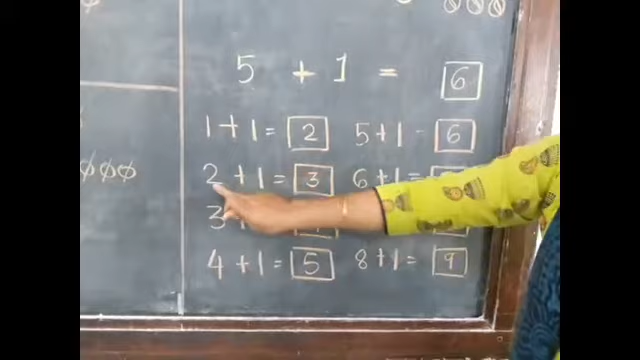 5 + 1 = 6
1+1= 2 5+1 = 6
2+1= 3 6+1=
3
4+1= 5 8+1= 9